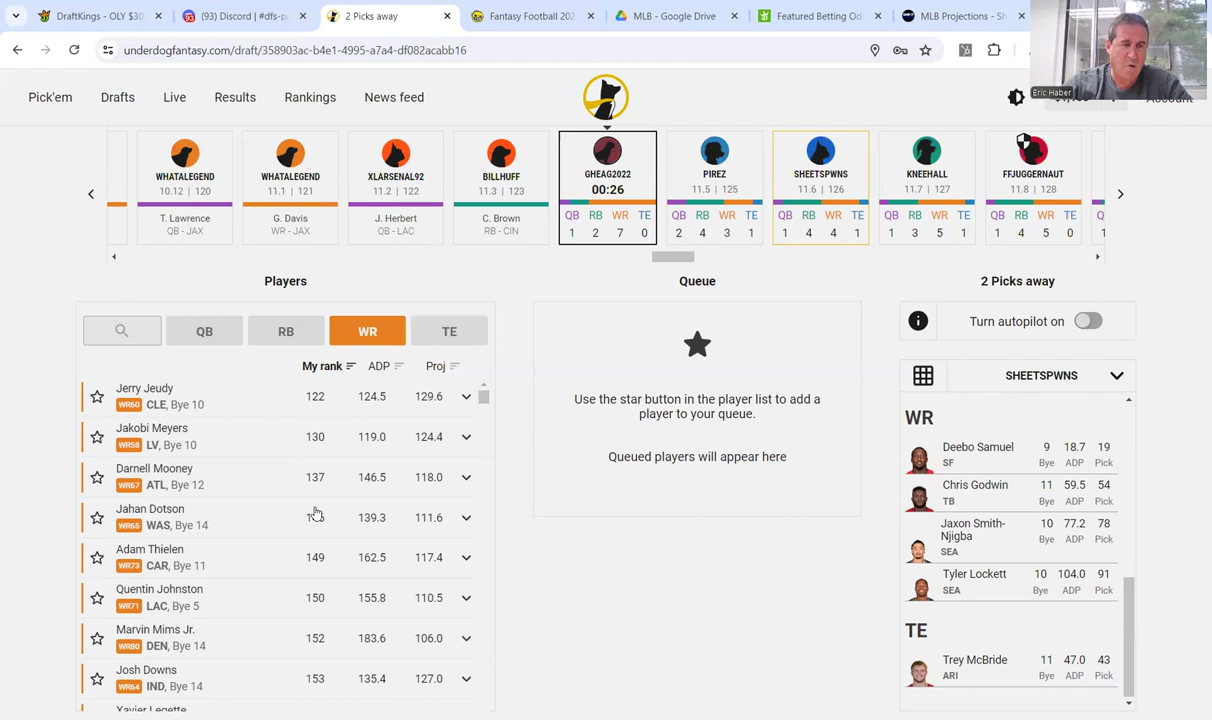 DraftKings - OLY $30
(93) Discord | #dfs-p
2 Picks away
Fantasy Football 202
MLB - Google Drive
Featured Betting Od
MLB Projections - Sh
underdogfantasy.com/draft/358903ac-b4e1-4995-a7a4-df082acabb16
Eric Haber
Pick'em Drafts Live Results Rankings News feed
Account
WHATALEGEND
10.12 | 120
T. Lawrence
QB - JAX
WHATALEGEND
11.1 | 121
G. Davis
WR - JAX
XLARSENAL92
11.2 | 122
J. Herbert
QB - LAC
BILLHUFF
11.3 | 123
C. Brown
RB - CIN
GHEAG2022
00:26
QB RB WR TE
1 2 7 0
PIREZ
11.5 | 125
QB RB WR TE
2 4 3 1
SHEETSPWNS
11.6 | 126
QB RB WR TE
1 4 4 1
KNEEHALL
11.7 | 127
QB RB WR TE
1 3 5 1
FFJUGGERNAUT
11.8 | 128
QB RB WR TE
1 4 5 0
Players
QB RB WR TE
My rank ADP Proj
Jerry Jeudy
WR60 CLE, Bye 10
122 124.5 129.6
Jakobi Meyers
WR58 LV, Bye 10
130 119.0 124.4
Darnell Mooney
WR67 ATL, Bye 12
137 146.5 118.0
Jahan Dotson
WR65 WAS, Bye 14
139.3 111.6
Adam Thielen
WR73 CAR, Bye 11
149 162.5 117.4
Quentin Johnston
WR71 LAC, Bye 5
150 155.8 110.5
Marvin Mims Jr.
WR80 DEN, Bye 14
152 183.6 106.0
Josh Downs
WR64 IND, Bye 14
153 135.4 127.0
Xavier Legette
Queue
Use the star button in the player list to add a
player to your queue.
Queued players will appear here
2 Picks away
Turn autopilot on
SHEETSPWNS
WR
Deebo Samuel 9 18.7 19
SF Bye ADP Pick
Chris Godwin 11 59.5 54
TB Bye ADP Pick
Jaxon Smith-
Njigba
10 77.2 78
SEA Bye ADP Pick
Tyler Lockett 10 104.0 91
SEA Bye ADP Pick
TE
Trey McBride 11 47.0 43
ARI Bye ADP Pick